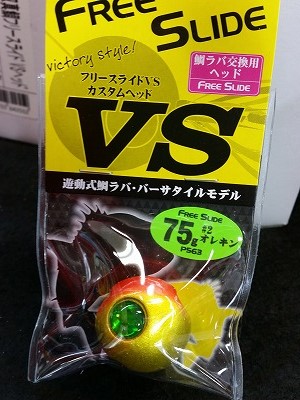 FREE
SLIDE
victory style!
鯛ラバ交換用
ヘッド
FREE SLIDE
フリースライドVS
カスタムヘッド
VS
遊動式鯛ラバ・バーサタイルモデル
FREE SLIDE
75g #2
オレキン
P563